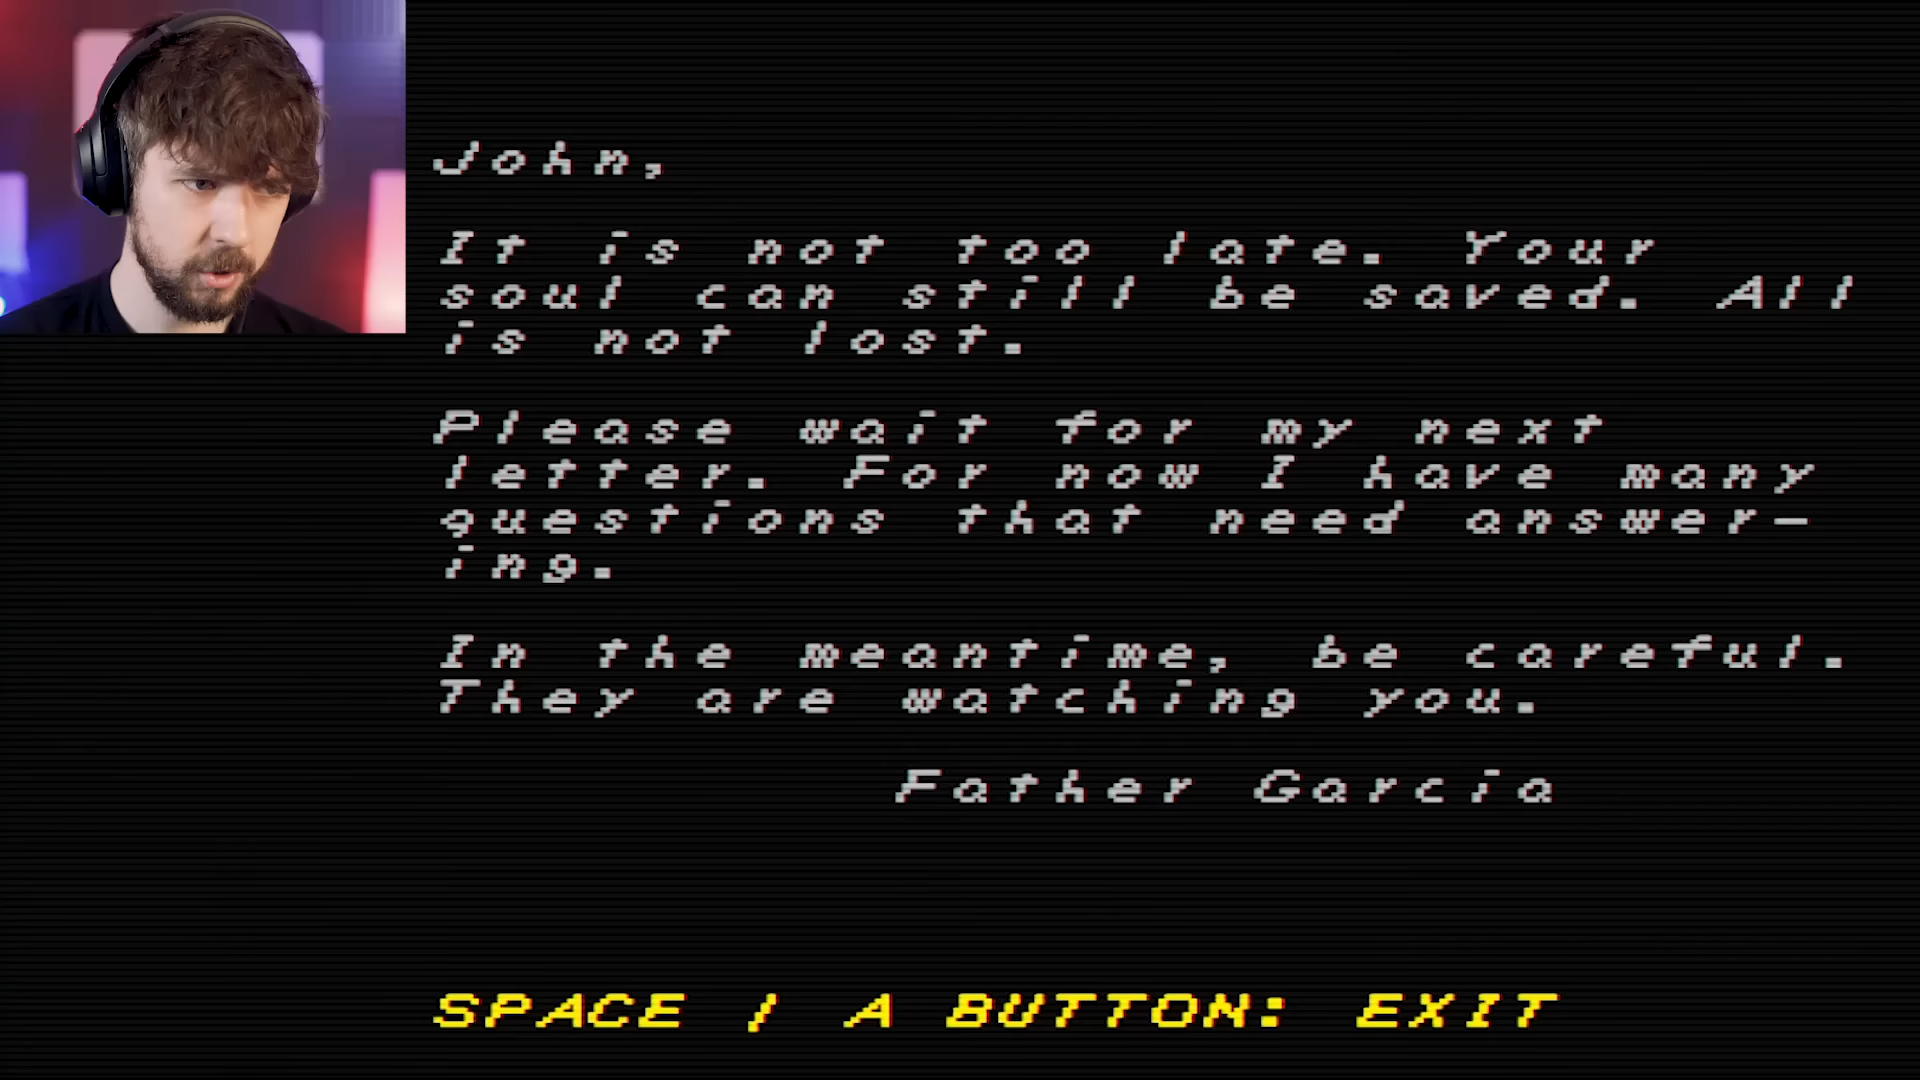 John,
It is not too late. Your
soul can still be saved. All
is not lost.
Please wait for my next
letter. For now I have many
questions that need answer-
ing.
In the meantime, be careful.
They are watching you.
Father Garcia
SPACE / A BUTTON: EXIT